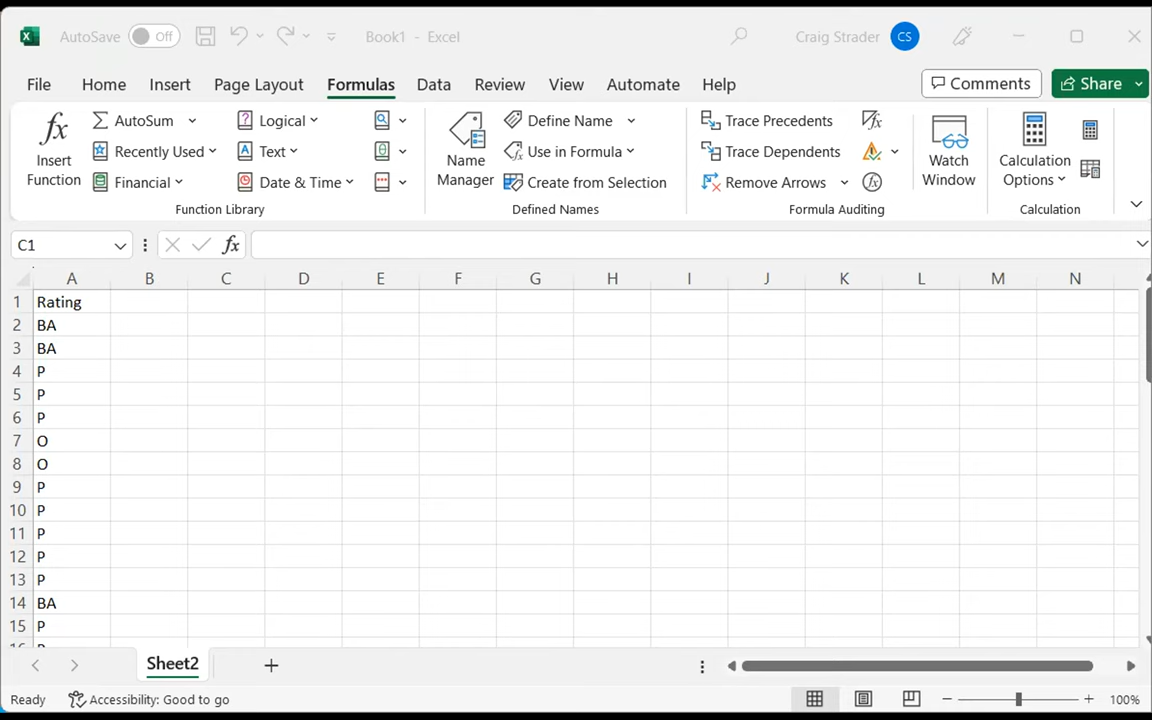 AutoSave Off Book1 - Excel Craig Strader CS
File Home Insert Page Layout Formulas Data Review View Automate Help Comments Share
fx Insert Function
AutoSum
Recently Used
Financial
Logical
Text
Date & Time
Function Library
Name Manager
Define Name
Use in Formula
Create from Selection
Defined Names
Trace Precedents
Trace Dependents
Remove Arrows
Formula Auditing
Watch Window
Calculation Options
Calculation
C1 fx
A B C D E F G H I J K L M N
1 Rating
2 BA
3 BA
4 P
5 P
6 P
7 O
8 O
9 P
10 P
11 P
12 P
13 P
14 BA
15 P
Sheet2
Ready Accessibility: Good to go 100%